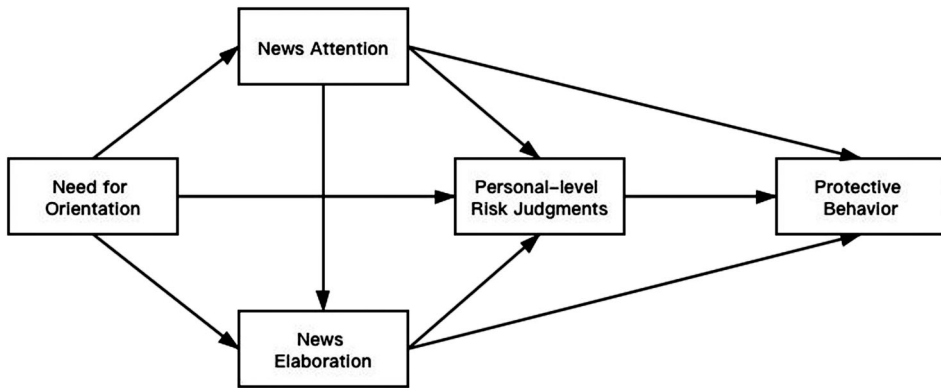 News Attention
Need for
Orientation
Personal-level
Risk Judgments
Protective
Behavior
News
Elaboration